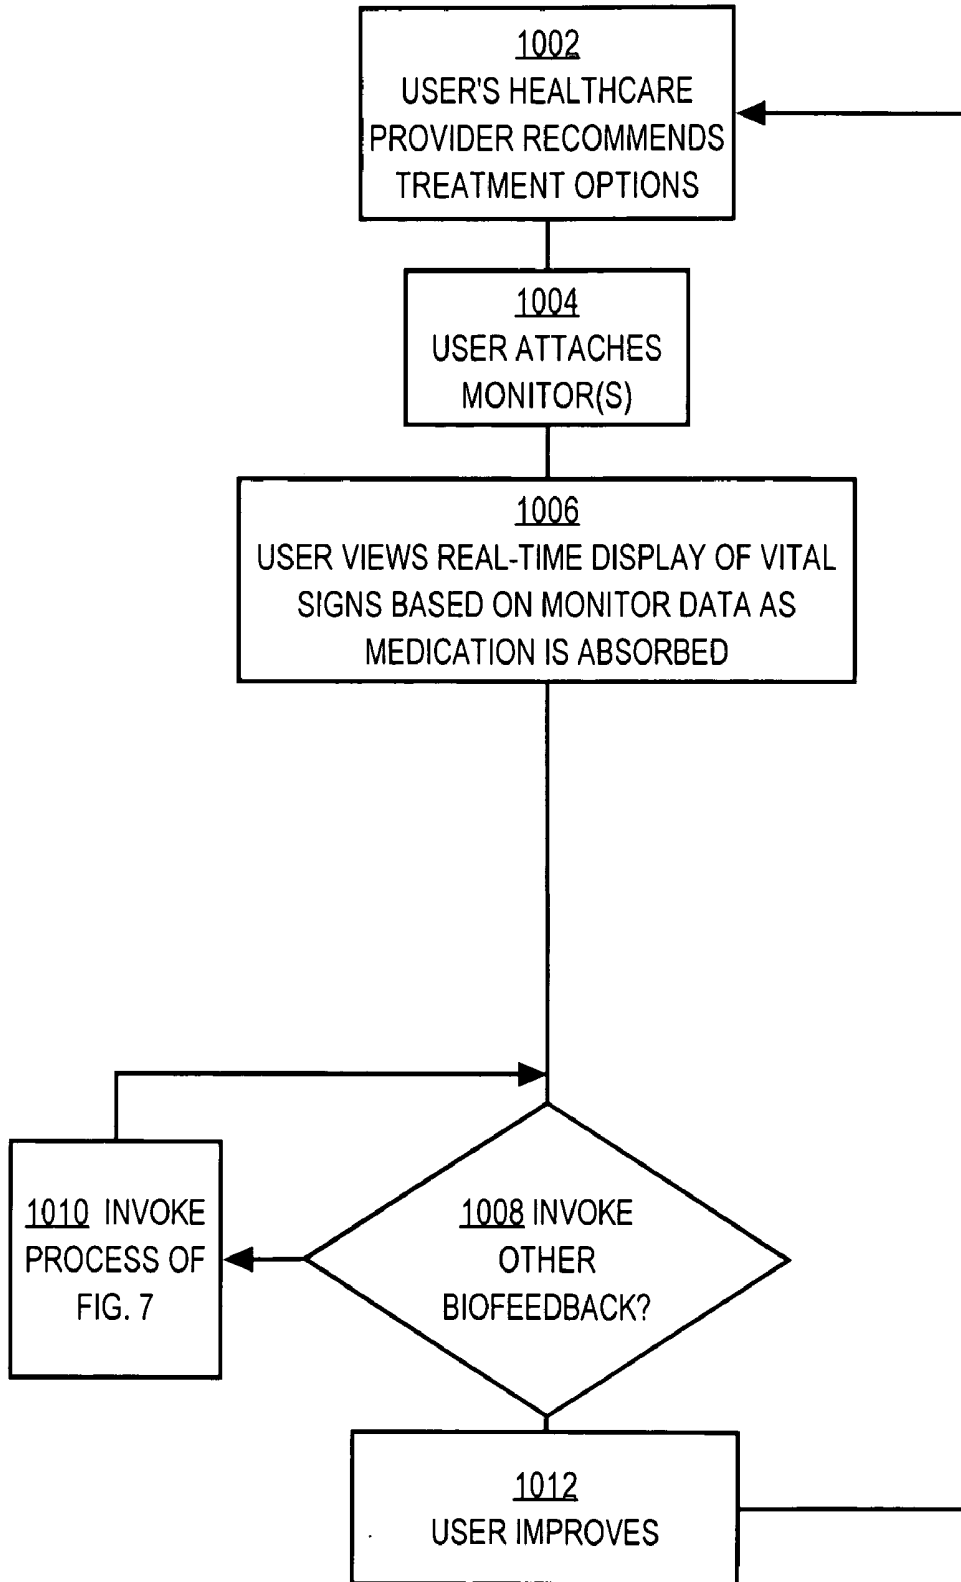 1002
USER'S HEALTHCARE
PROVIDER RECOMMENDS
TREATMENT OPTIONS
1004
USER ATTACHES
MONITOR(S)
1006
USER VIEWS REAL-TIME DISPLAY OF VITAL
SIGNS BASED ON MONITOR DATA AS
MEDICATION IS ABSORBED
1010 INVOKE
PROCESS OF
FIG. 7
1008 INVOKE
OTHER
BIOFEEDBACK?
1012
USER IMPROVES